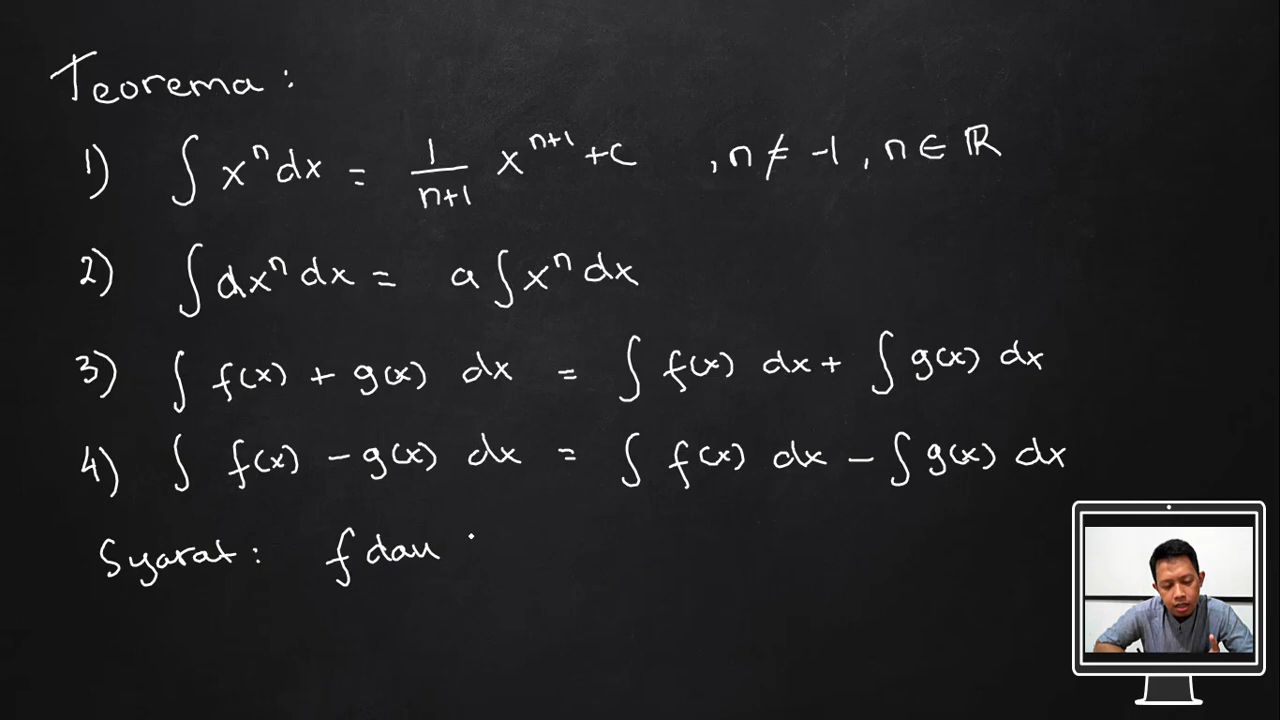 Teorema :
1) ∫ xⁿ dx = 1/(n+1) xⁿ⁺¹ + c , n ≠ -1 , n ∈ ℝ
2) ∫ axⁿ dx = a ∫ xⁿ dx
3) ∫ f(x) + g(x) dx = ∫ f(x) dx + ∫ g(x) dx
4) ∫ f(x) - g(x) dx = ∫ f(x) dx - ∫ g(x) dx
Syarat : f dan